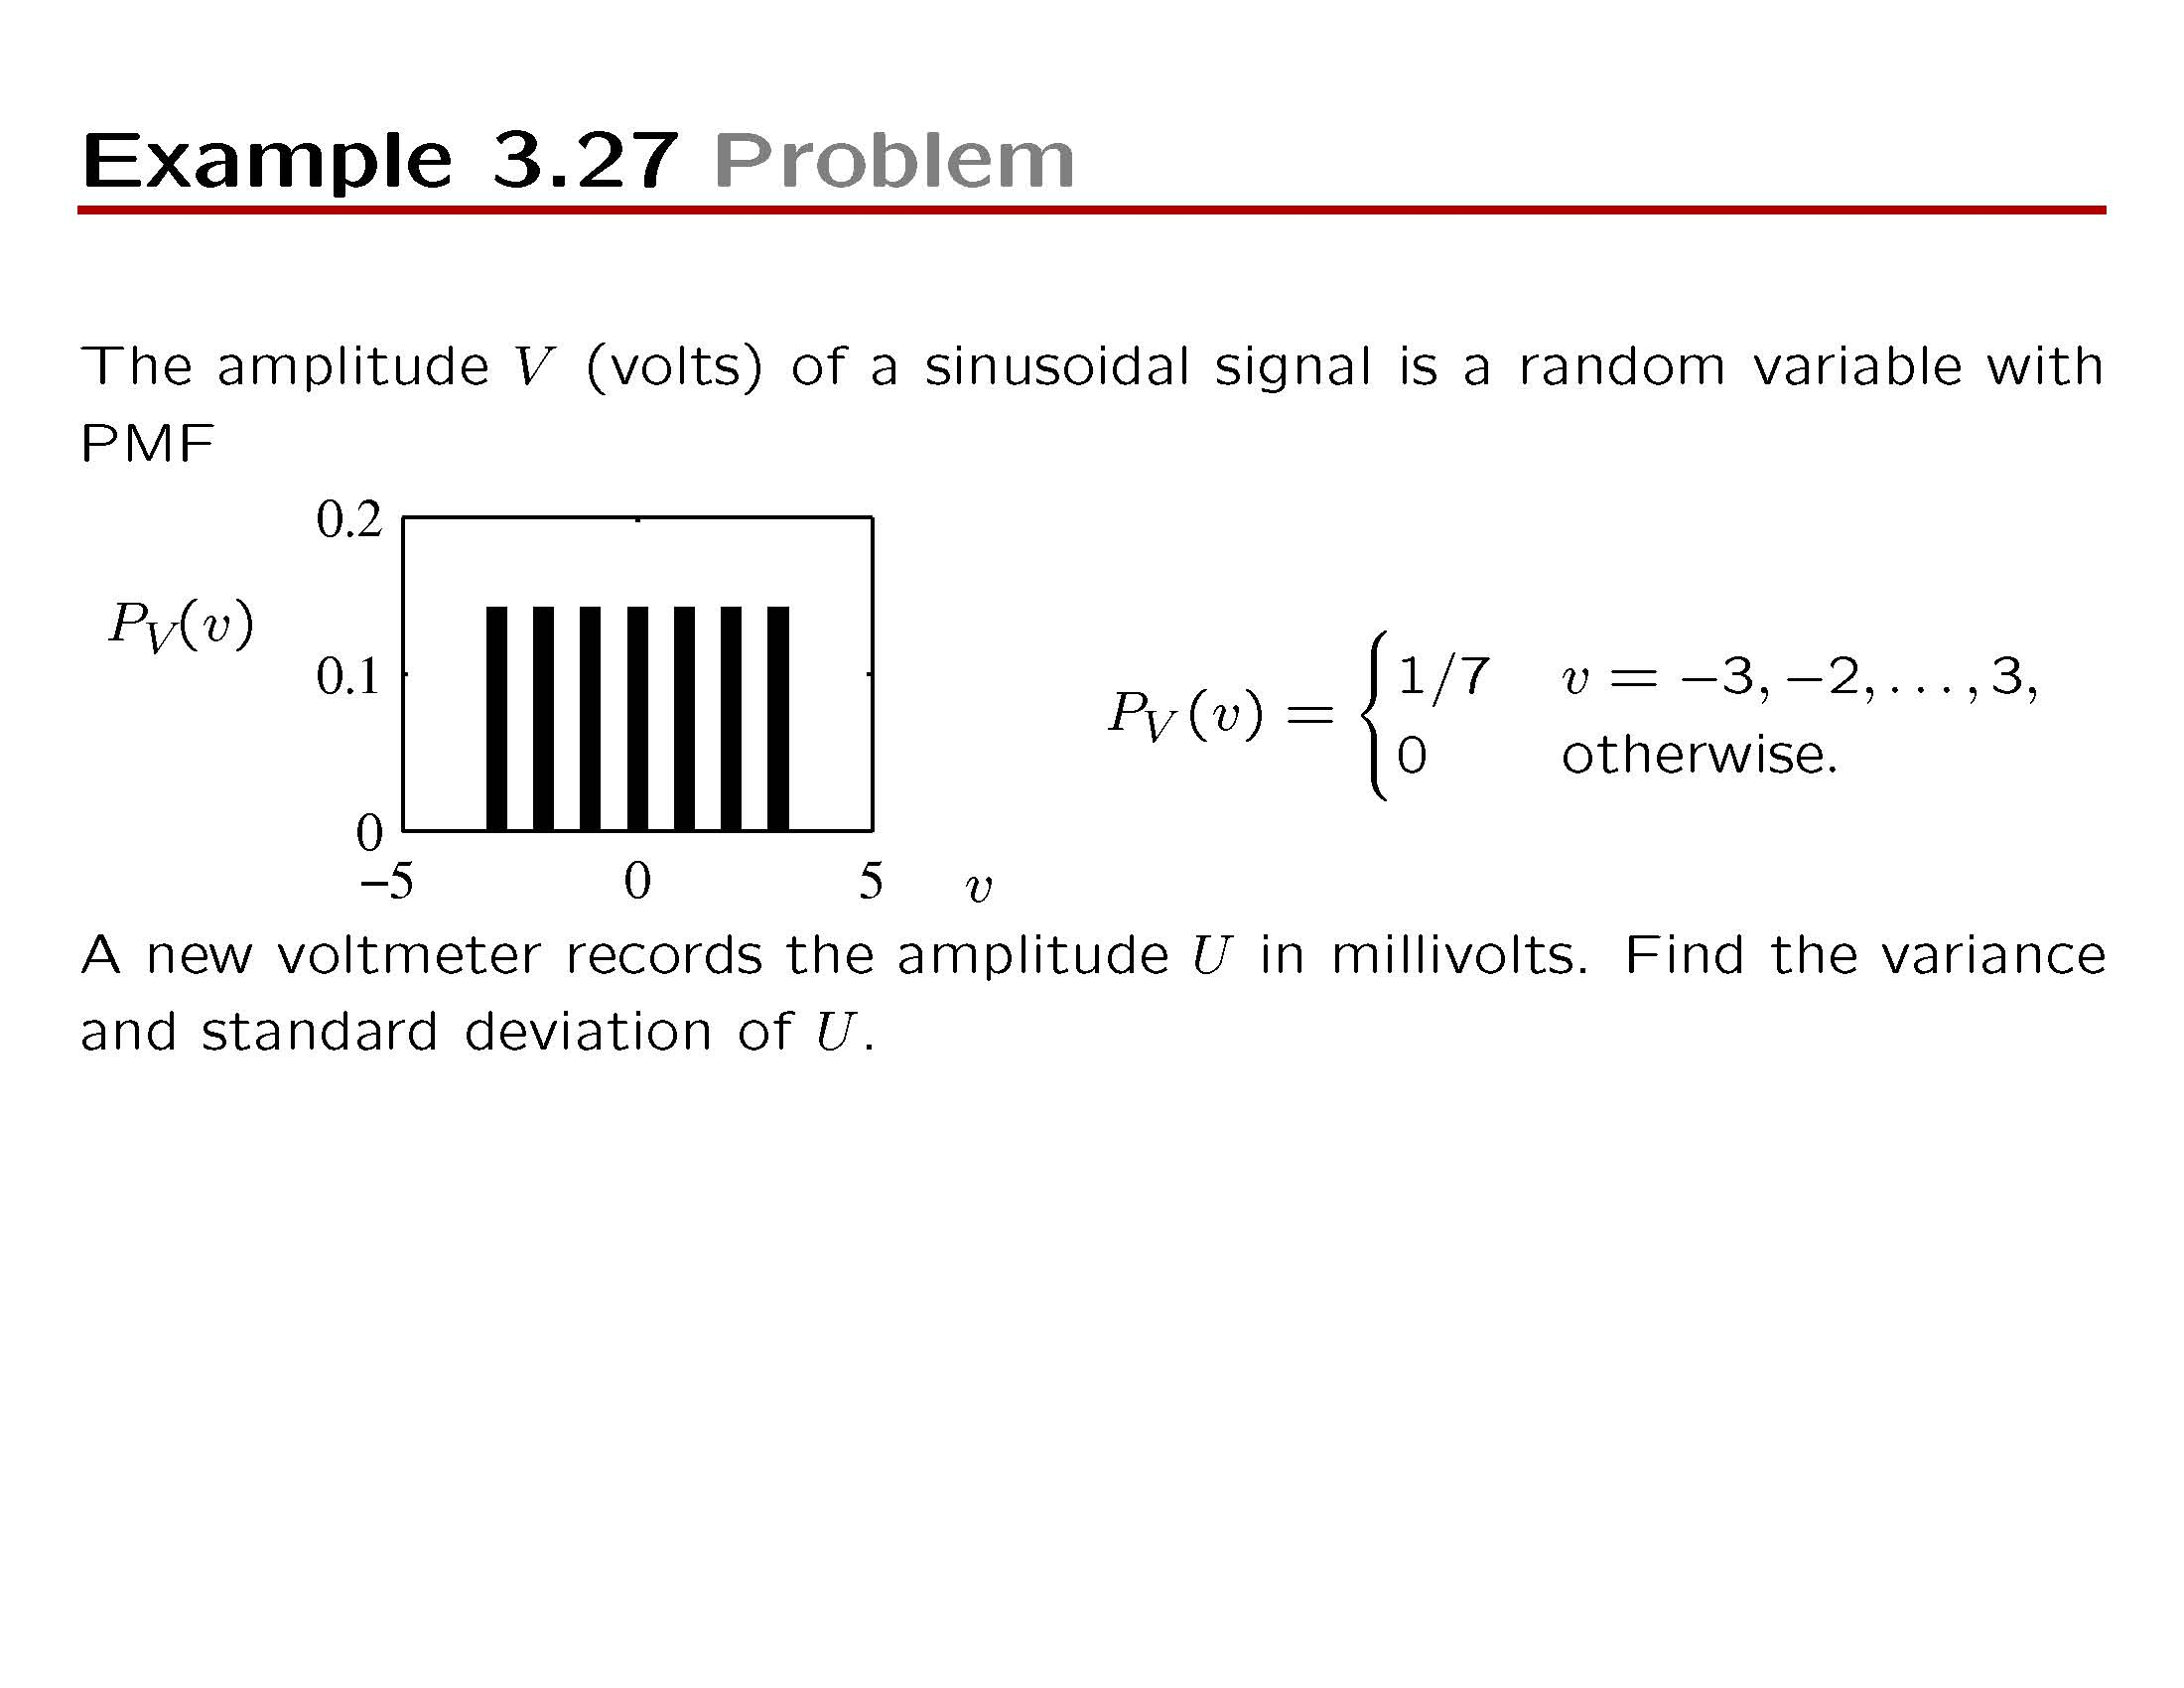 Example 3.27 Problem
The amplitude V (volts) of a sinusoidal signal is a random variable with
PMF
0.2
P_V(v)
0.1
0
−5 0 5 v
P_V(v) = { 1/7 v = −3, −2, . . . , 3,
0 otherwise.
A new voltmeter records the amplitude U in millivolts. Find the variance
and standard deviation of U.